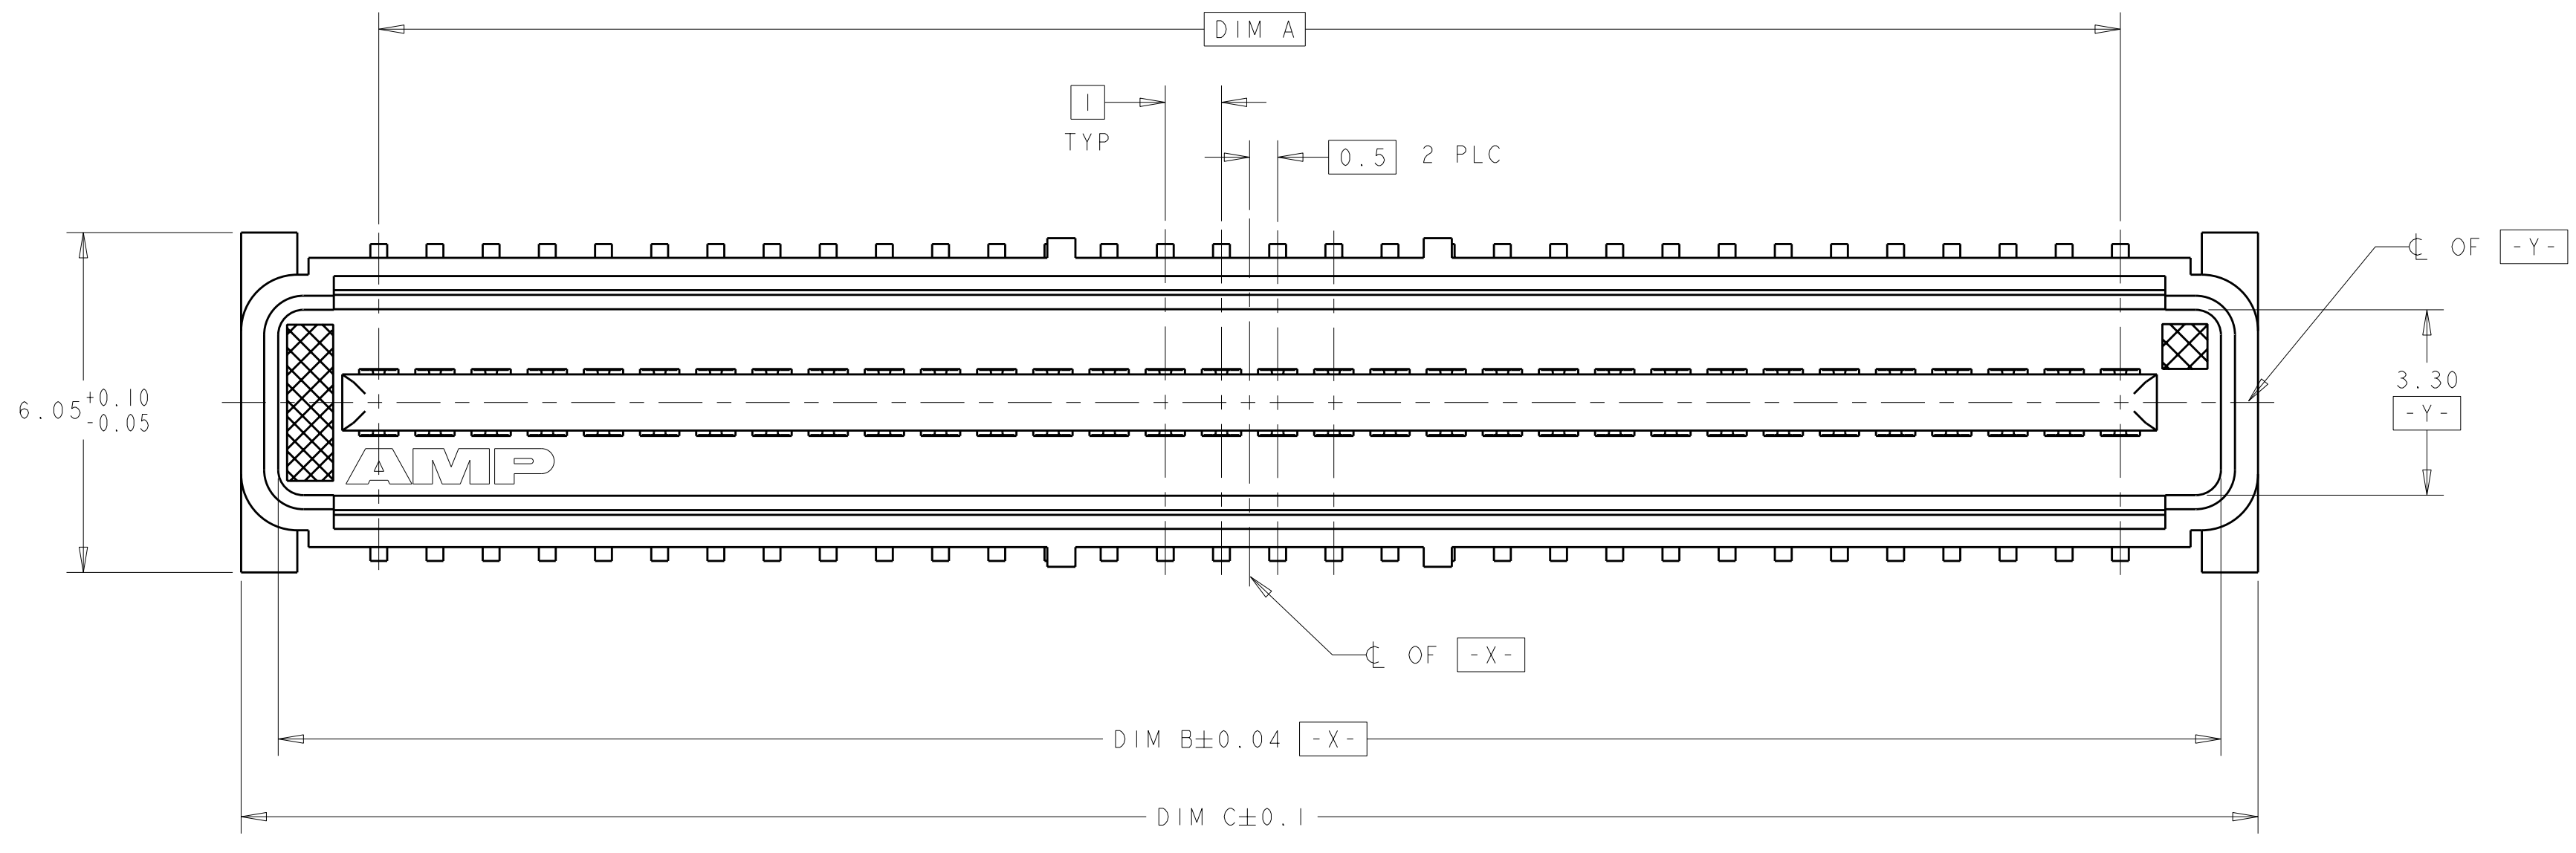 DIM A
1
TYP
0.5 2 PLC
℄ OF -Y-
6.05 +0.10
-0.05
3.30
-Y-
AMP
℄ OF -X-
DIM B±0.04 -X-
DIM C±0.1